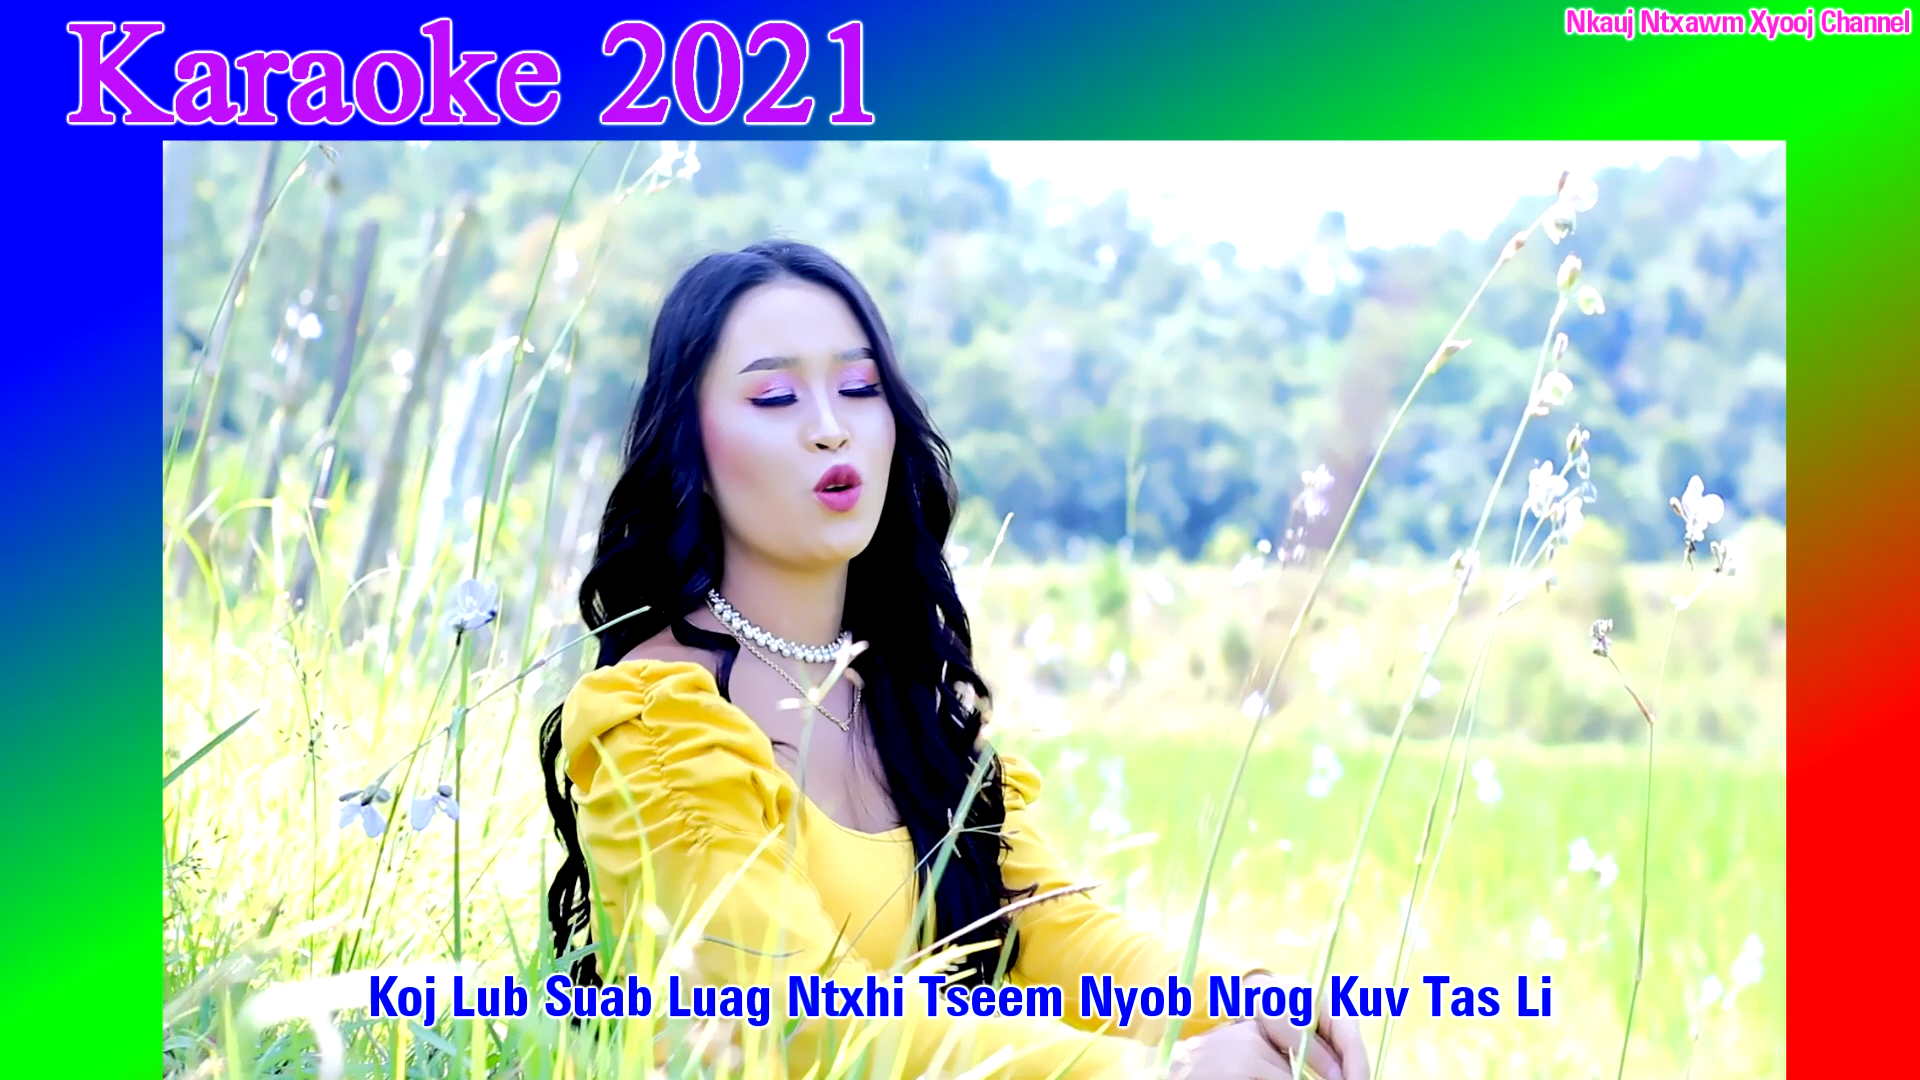 Karaoke 2021
Nkauj Ntxawm Xyooj Channel
Koj Lub Suab Luag Ntxhi Tseem Nyob Nrog Kuv Tas Li